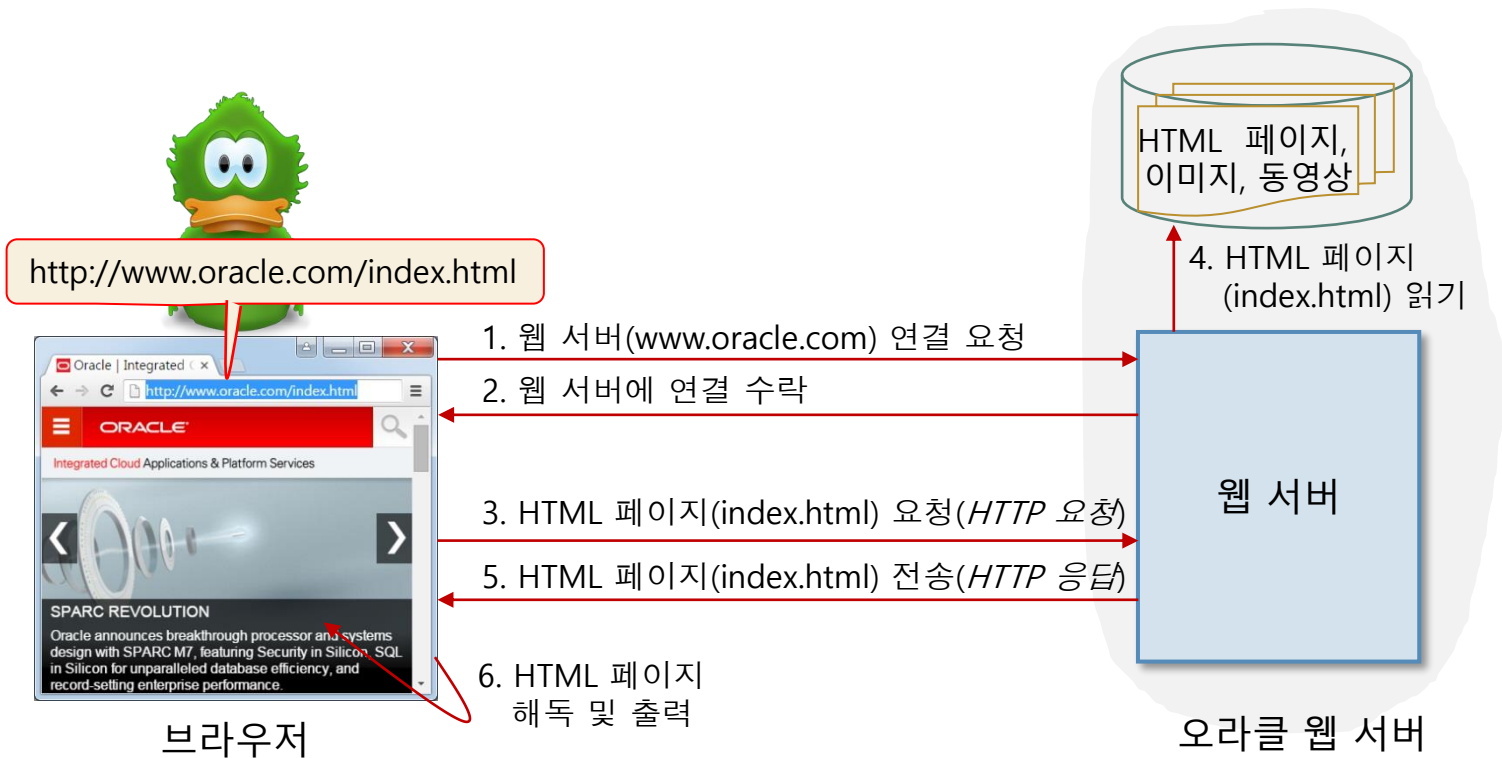 HTML 페이지,
이미지, 동영상
http://www.oracle.com/index.html
4. HTML 페이지
(index.html) 읽기
1. 웹 서버(www.oracle.com) 연결 요청
Oracle | Integrated
http://www.oracle.com/index.html
2. 웹 서버에 연결 수락
ORACLE
Integrated Cloud Applications & Platform Services
웹 서버
3. HTML 페이지(index.html) 요청(HTTP 요청)
5. HTML 페이지(index.html) 전송(HTTP 응답)
SPARC REVOLUTION
Oracle announces breakthrough processor and systems
design with SPARC M7, featuring Security in Silicon, SQL
in Silicon for unparalleled database efficiency, and
record-setting enterprise performance.
6. HTML 페이지
해독 및 출력
브라우저
오라클 웹 서버